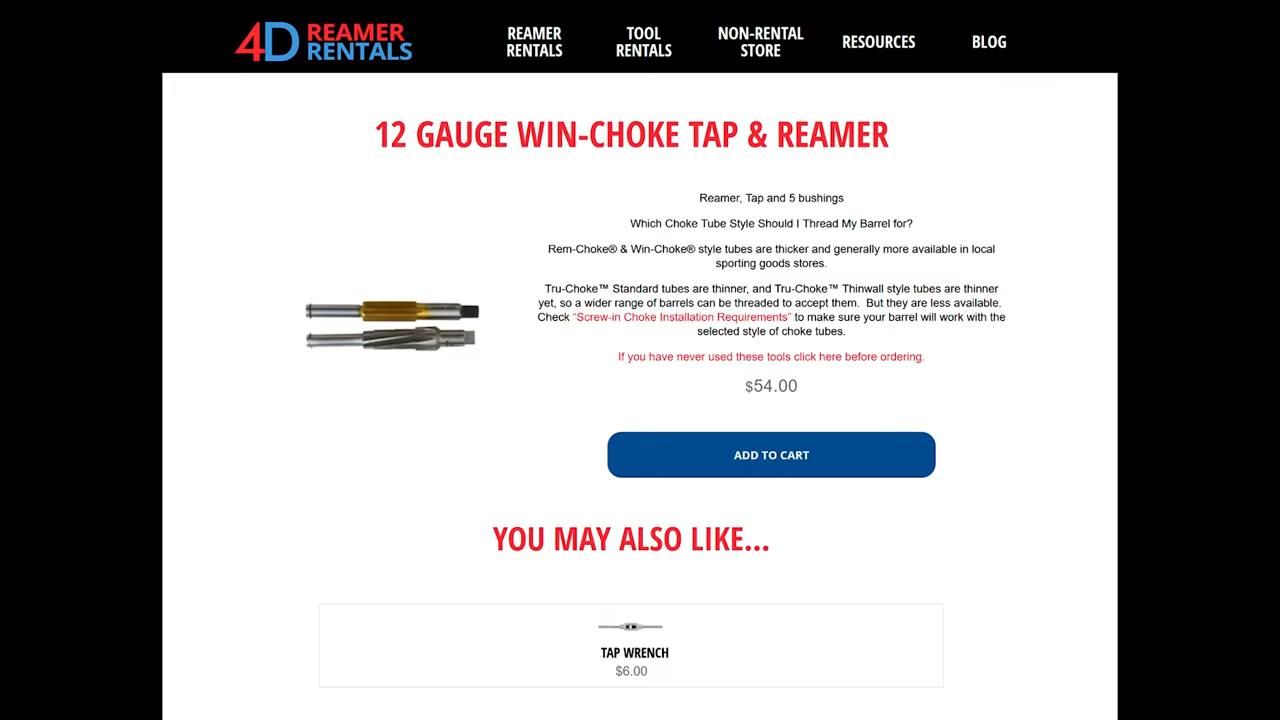 4D REAMER RENTALS
REAMER RENTALS
TOOL RENTALS
NON-RENTAL STORE
RESOURCES
BLOG
12 GAUGE WIN-CHOKE TAP & REAMER
Reamer, Tap and 5 bushings
Which Choke Tube Style Should I Thread My Barrel for?
Rem-Choke® & Win-Choke® style tubes are thicker and generally more available in local
sporting goods stores.
Tru-Choke™ Standard tubes are thinner, and Tru-Choke™ Thinwall style tubes are thinner
yet, so a wider range of barrels can be threaded to accept them.  But they are less available.
Check “Screw-in Choke Installation Requirements” to make sure your barrel will work with the
selected style of choke tubes.
If you have never used these tools click here before ordering.
$54.00
ADD TO CART
YOU MAY ALSO LIKE...
TAP WRENCH
$6.00